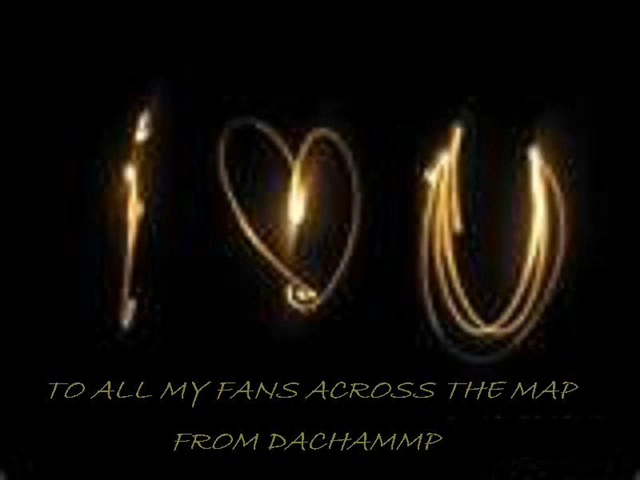 I ♥ U
TO ALL MY FANS ACROSS THE MAP
FROM DACHAMMP